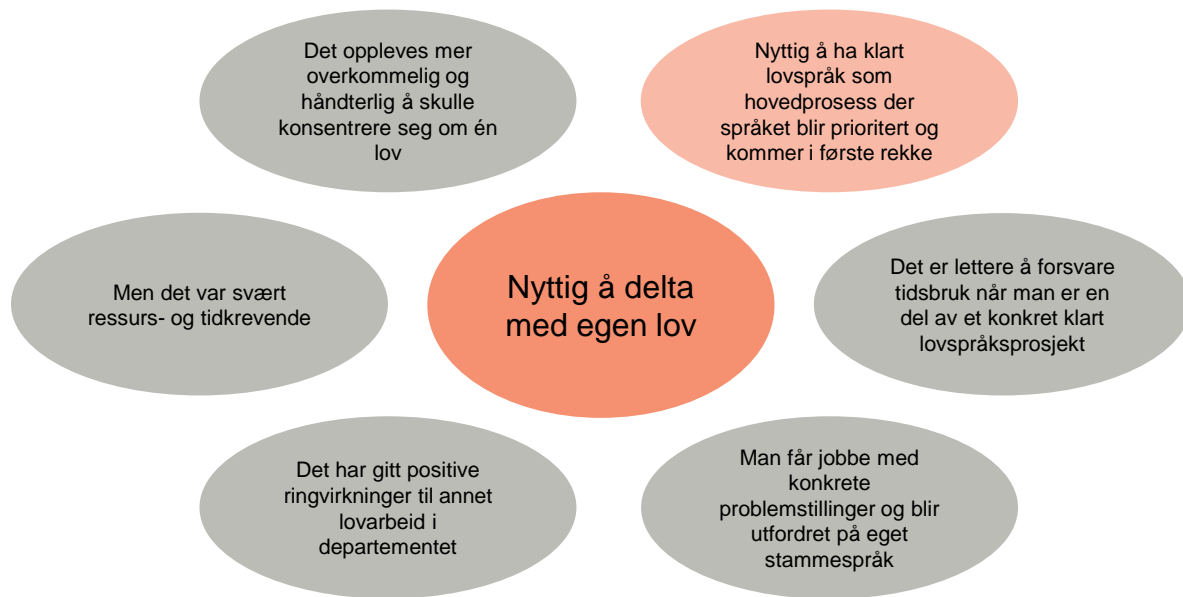 Det oppleves mer
overkommelig og
håndterlig å skulle
konsentrere seg om én
lov
Nyttig å ha klart
lovspråk som
hovedprosess der
språket blir prioritert og
kommer i første rekke
Men det var svært
ressurs- og tidkrevende
Nyttig å delta
med egen lov
Det er lettere å forsvare
tidsbruk når man er en
del av et konkret klart
lovspråksprosjekt
Det har gitt positive
ringvirkninger til annet
lovarbeid i
departementet
Man får jobbe med
konkrete
problemstillinger og blir
utfordret på eget
stammespråk